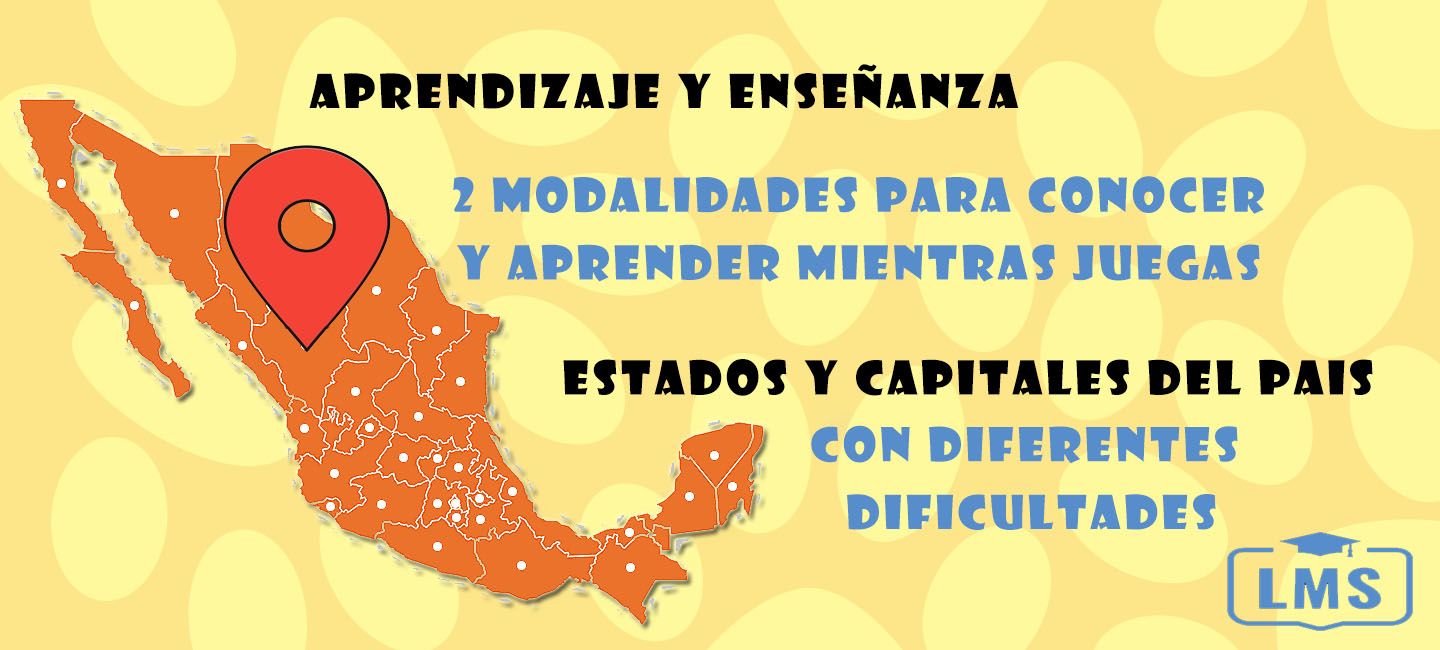 APRENDIZAJE Y ENSEÑANZA
2 MODALIDADES PARA CONOCER
Y APRENDER MIENTRAS JUEGAS
ESTADOS Y CAPITALES DEL PAIS
CON DIFERENTES
DIFICULTADES
LMS